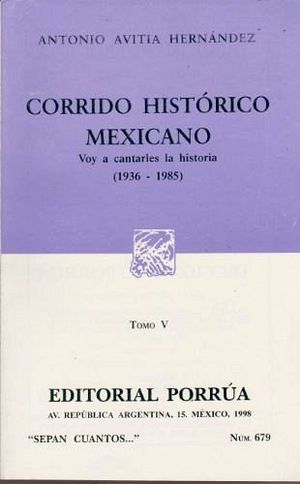 ANTONIO AVITIA HERNÁNDEZ
CORRIDO HISTÓRICO
MEXICANO
Voy a cantarles la historia
(1936 - 1985)
TOMO V
EDITORIAL PORRÚA
AV. REPÚBLICA ARGENTINA, 15. MÉXICO, 1998
"SEPAN CUANTOS..."
NÚM. 679